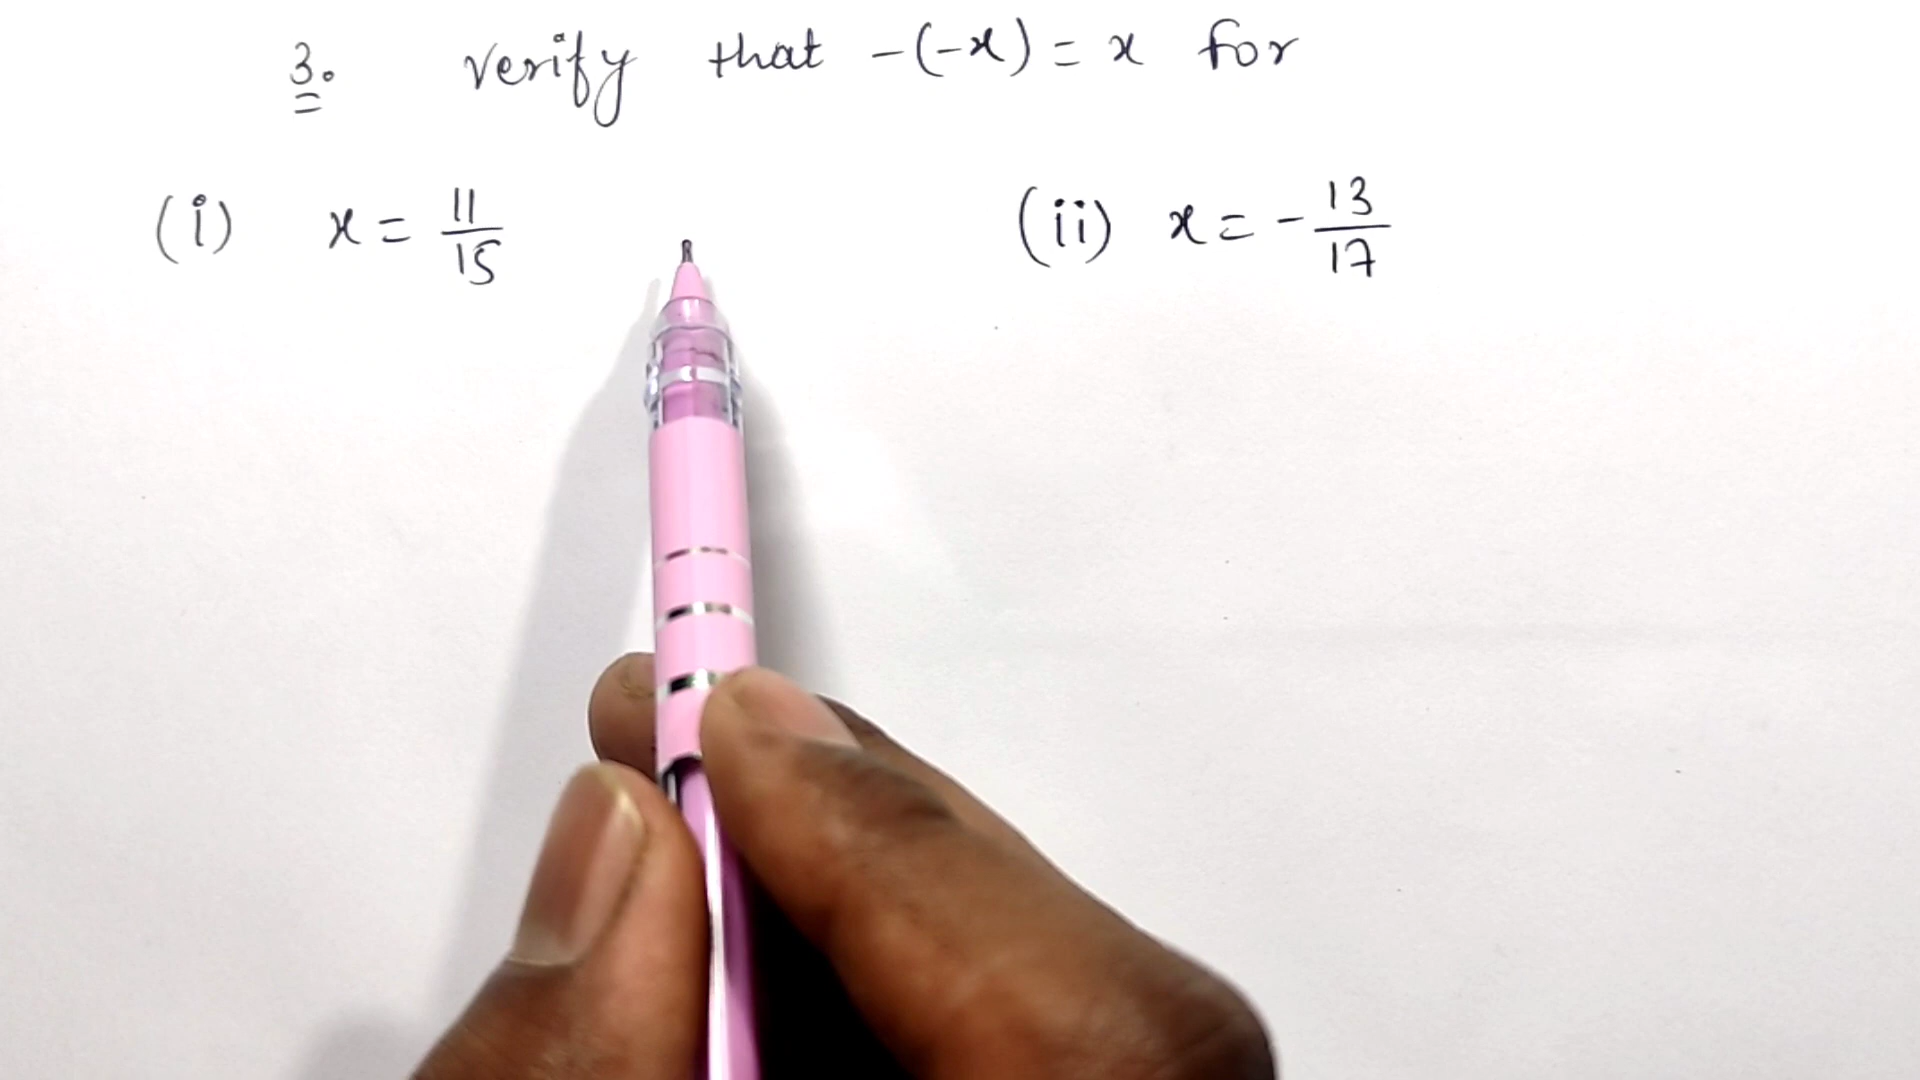 3. verify that -(-x) = x for
(i) x = 11/15 (ii) x = -13/17